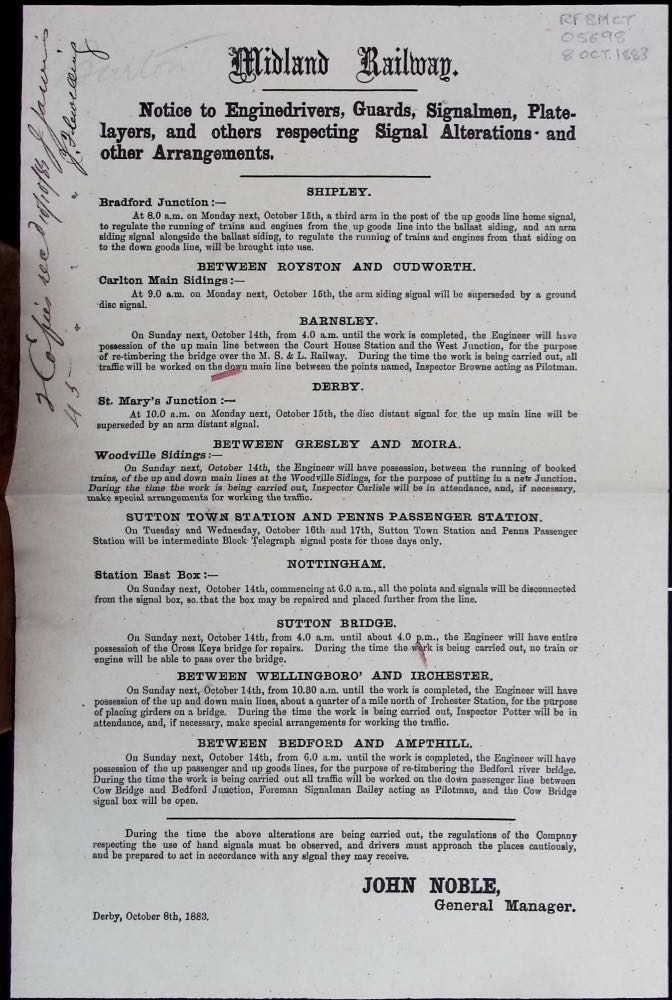 RFBMCT
05698
8 OCT. 1883
Midland Railway.
Notice to Enginedrivers, Guards, Signalmen, Plate-
layers, and others respecting Signal Alterations and
other Arrangements.
SHIPLEY.
Bradford Junction:—
At 8.0 a.m. on Monday next, October 15th, a third arm in the post of the up goods line home signal,
to regulate the running of trains and engines from the up goods line into the ballast siding, and an arm
siding signal alongside the ballast siding, to regulate the running of trains and engines from that siding on
to the down goods line, will be brought into use.
BETWEEN ROYSTON AND CUDWORTH.
Carlton Main Sidings:—
At 9.0 a.m. on Monday next, October 15th, the arm siding signal will be superseded by a ground
disc signal.
BARNSLEY.
On Sunday next, October 14th, from 4.0 a.m. until the work is completed, the Engineer will have
possession of the up main line between the Court House Station and the West Junction, for the purpose
of re-timbering the bridge over the M. S. & L. Railway. During the time the work is being carried out, all
traffic will be worked on the down main line between the points named, Inspector Browne acting as Pilotman.
DERBY.
St. Mary's Junction:—
At 10.0 a.m. on Monday next, October 15th, the disc distant signal for the up main line will be
superseded by an arm distant signal.
BETWEEN GRESLEY AND MOIRA.
Woodville Sidings:—
On Sunday next, October 14th, the Engineer will have possession, between the running of booked
trains, of the up and down main lines at the Woodville Sidings, for the purpose of putting in a new Junction.
During the time the work is being carried out, Inspector Carlisle will be in attendance, and, if necessary,
make special arrangements for working the traffic.
SUTTON TOWN STATION AND PENNS PASSENGER STATION.
On Tuesday and Wednesday, October 16th and 17th, Sutton Town Station and Penns Passenger
Station will be intermediate Block Telegraph signal posts for those days only.
NOTTINGHAM.
Station East Box:—
On Sunday next, October 14th, commencing at 6.0 a.m., all the points and signals will be disconnected
from the signal box, so that the box may be repaired and placed further from the line.
SUTTON BRIDGE.
On Sunday next, October 14th, from 4.0 a.m. until about 4.0 p.m., the Engineer will have entire
possession of the Cross Keys bridge for repairs. During the time the work is being carried out, no train or
engine will be able to pass over the bridge.
BETWEEN WELLINGBORO' AND IRCHESTER.
On Sunday next, October 14th, from 10.30 a.m. until the work is completed, the Engineer will have
possession of the up and down main lines, about a quarter of a mile north of Irchester Station, for the purpose
of placing girders on a bridge. During the time the work is being carried out, Inspector Potter will be in
attendance, and, if necessary, make special arrangements for working the traffic.
BETWEEN BEDFORD AND AMPTHILL.
On Sunday next, October 14th, from 6.0 a.m. until the work is completed, the Engineer will have
possession of the up passenger and up goods lines, for the purpose of re-timbering the Bedford river bridge.
During the time the work is being carried out all traffic will be worked on the down passenger line between
Cow Bridge and Bedford Junction, Foreman Signalman Bailey acting as Pilotman, and the Cow Bridge
signal box will be open.
During the time the above alterations are being carried out, the regulations of the Company
respecting the use of hand signals must be observed, and drivers must approach the places cautiously,
and be prepared to act in accordance with any signal they may receive.
JOHN NOBLE,
General Manager.
Derby, October 8th, 1883.
2 Copies recd 10/10/83 J Jarvis
4 5 " " J.